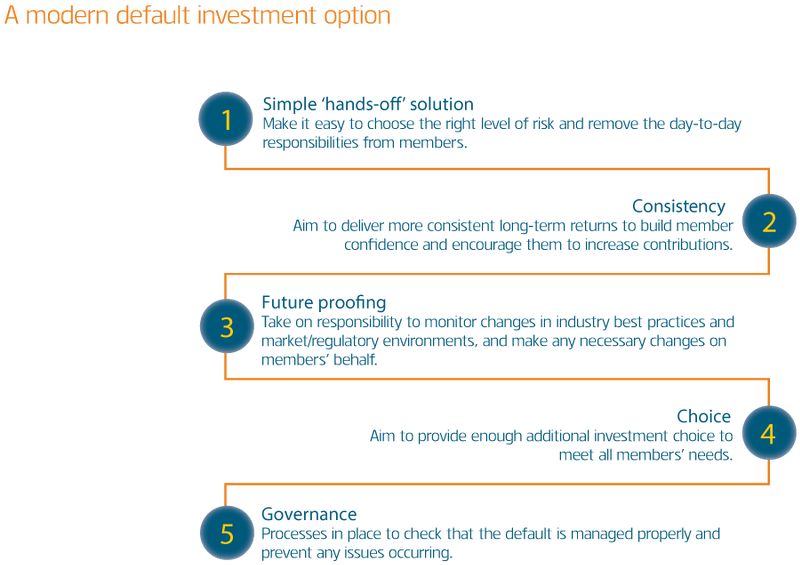 A modern default investment option
1
Simple ‘hands-off’ solution
Make it easy to choose the right level of risk and remove the day-to-day
responsibilities from members.
Consistency
2
Aim to deliver more consistent long-term returns to build member
confidence and encourage them to increase contributions.
Future proofing
3
Take on responsibility to monitor changes in industry best practices and
market/regulatory environments, and make any necessary changes on
members’ behalf.
Choice
4
Aim to provide enough additional investment choice to
meet all members’ needs.
Governance
5
Processes in place to check that the default is managed properly and
prevent any issues occurring.